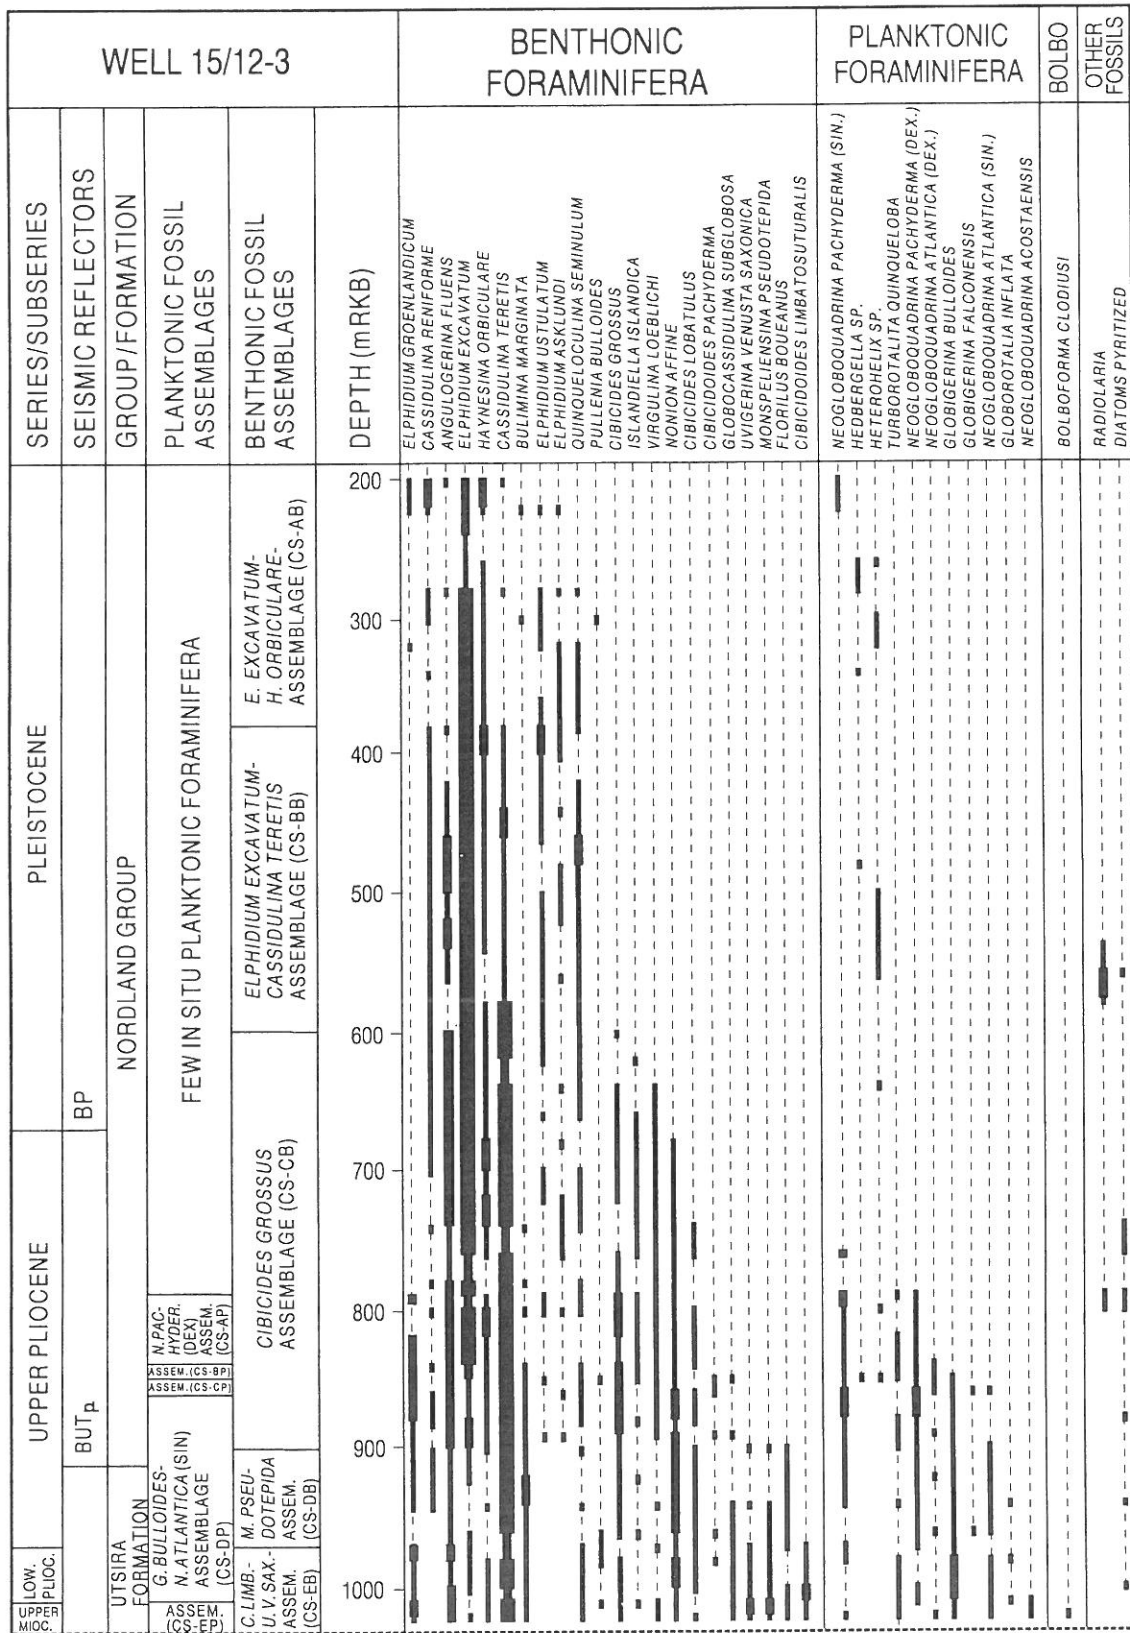 WELL 15/12-3
BENTHONIC
FORAMINIFERA
PLANKTONIC
FORAMINIFERA
BOLBO
OTHER
FOSSILS
SERIES/SUBSERIES
SEISMIC REFLECTORS
GROUP/FORMATION
PLANKTONIC FOSSIL
ASSEMBLAGES
BENTHONIC FOSSIL
ASSEMBLAGES
DEPTH (mRKB)
ELPHIDIUM GROENLANDICUM
CASSIDULINA RENIFORME
ANGULOGERINA FLUENS
ELPHIDIUM EXCAVATUM
HAYNESINA ORBICULARE
CASSIDULINA TERETIS
BULIMINA MARGINATA
ELPHIDIUM USTULATUM
ELPHIDIUM ASKLUNDI
QUINQUELOCULINA SEMINULUM
PULLENIA BULLOIDES
CIBICIDES GROSSUS
ISLANDIELLA ISLANDICA
VIRGULINA LOEBLICHI
NONION AFFINE
CIBICIDES LOBATULUS
CIBICIDOIDES PACHYDERMA
GLOBOCASSIDULINA SUBGLOBOSA
UVIGERINA VENUSTA SAXONICA
MONSPELIENSINA PSEUDOTEPIDA
FLORILUS BOUEANUS
CIBICIDOIDES LIMBATOSUTURALIS
NEOGLOBOQUADRINA PACHYDERMA (SIN.)
HEDBERGELLA SP.
HETEROHELIX SP.
TURBOROTALITA QUINQUELOBA
NEOGLOBOQUADRINA PACHYDERMA (DEX.)
NEOGLOBOQUADRINA ATLANTICA (DEX.)
GLOBIGERINA BULLOIDES
GLOBIGERINA FALCONENSIS
NEOGLOBOQUADRINA ATLANTICA (SIN.)
GLOBOROTALIA INFLATA
NEOGLOBOQUADRINA ACOSTAENSIS
BOLBOFORMA CLODIUSI
RADIOLARIA
DIATOMS PYRITIZED
PLEISTOCENE
UPPER PLIOCENE
LOW.
PLIOC.
UPPER
MIOC.
BP
BUTp
NORDLAND GROUP
UTSIRA
FORMATION
FEW IN SITU PLANKTONIC FORAMINIFERA
N. PAC-
HYDER.
(DEX)
ASSEM.
(CS-AP)
ASSEM.(CS-BP)
ASSEM.(CS-CP)
G. BULLOIDES-
N. ATLANTICA (SIN)
ASSEMBLAGE
(CS-DP)
ASSEM.
(CS-EP)
E. EXCAVATUM-
H. ORBICULARE-
ASSEMBLAGE (CS-AB)
ELPHIDIUM EXCAVATUM-
CASSIDULINA TERETIS
ASSEMBLAGE (CS-BB)
CIBICIDES GROSSUS
ASSEMBLAGE (CS-CB)
M. PSEU-
DOTEPIDA
ASSEM.
(CS-DB)
C. LIMB.-
U.V.SAX.-
ASSEM.
(CS-EB)
200
300
400
500
600
700
800
900
1000